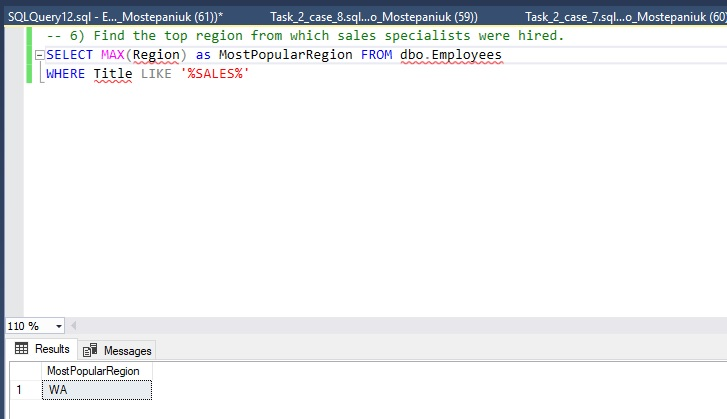 SQLQuery12.sql - E..._Mostepaniuk (61))* Task_2_case_8.sql...o_Mostepaniuk (59)) Task_2_case_7.sql...o_Mostepaniuk (60)
-- 6) Find the top region from which sales specialists were hired.
SELECT MAX(Region) as MostPopularRegion FROM dbo.Employees
WHERE Title LIKE '%SALES%'
110 %
Results Messages
MostPopularRegion
1 WA